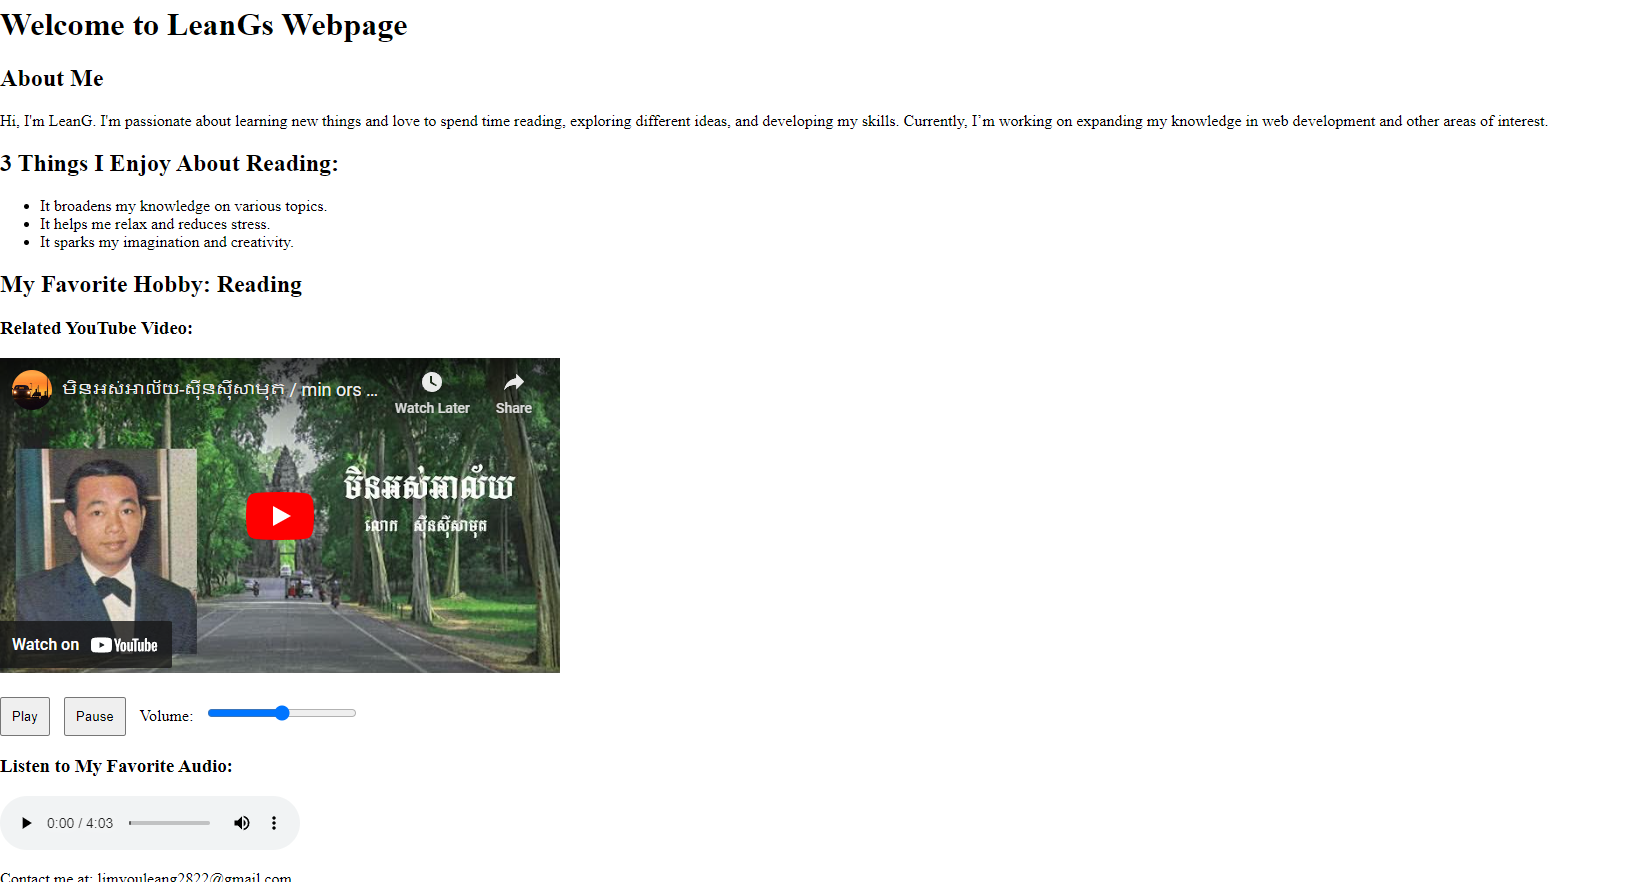 Welcome to LeanGs Webpage
About Me
Hi, I'm LeanG. I'm passionate about learning new things and love to spend time reading, exploring different ideas, and developing my skills. Currently, I’m working on expanding my knowledge in web development and other areas of interest.
3 Things I Enjoy About Reading:
It broadens my knowledge on various topics.
It helps me relax and reduces stress.
It sparks my imagination and creativity.
My Favorite Hobby: Reading
Related YouTube Video:
មិនអស់អាល័យ-ស៊ីនស៊ីសាមុត / min ors ...
Watch Later
Share
មិនអស់អាល័យ
លោក ស៊ីនស៊ីសាមុត
Watch on YouTube
Play Pause Volume:
Listen to My Favorite Audio:
0:00 / 4:03
Contact me at: limyouleang2822@gmail.com